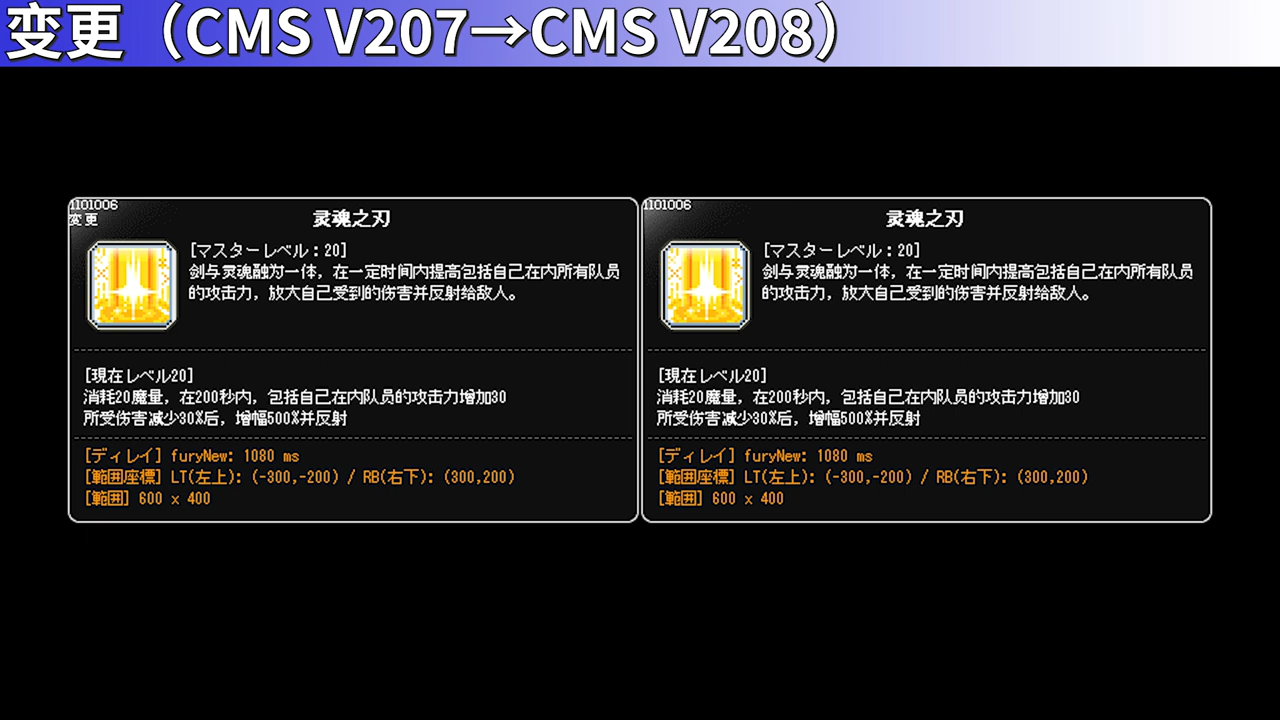 变更（CMS V207→CMS V208）
1101006
変更
灵魂之刃
[マスターレベル：20]
剑与灵魂融为一体，在一定时间内提高包括自己在内所有队员
的攻击力，放大自己受到的伤害并反射给敌人。
[現在レベル20]
消耗20魔量，在200秒内，包括自己在内队员的攻击力增加30
所受伤害减少30%后，增幅500%并反射
[ディレイ] furyNew: 1080 ms
[範囲座標] LT(左上): (-300,-200) / RB(右下): (300,200)
[範囲] 600 x 400
1101006
灵魂之刃
[マスターレベル：20]
剑与灵魂融为一体，在一定时间内提高包括自己在内所有队员
的攻击力，放大自己受到的伤害并反射给敌人。
[現在レベル20]
消耗20魔量，在200秒内，包括自己在内队员的攻击力增加30
所受伤害减少30%后，增幅500%并反射
[ディレイ] furyNew: 1080 ms
[範囲座標] LT(左上): (-300,-200) / RB(右下): (300,200)
[範囲] 600 x 400